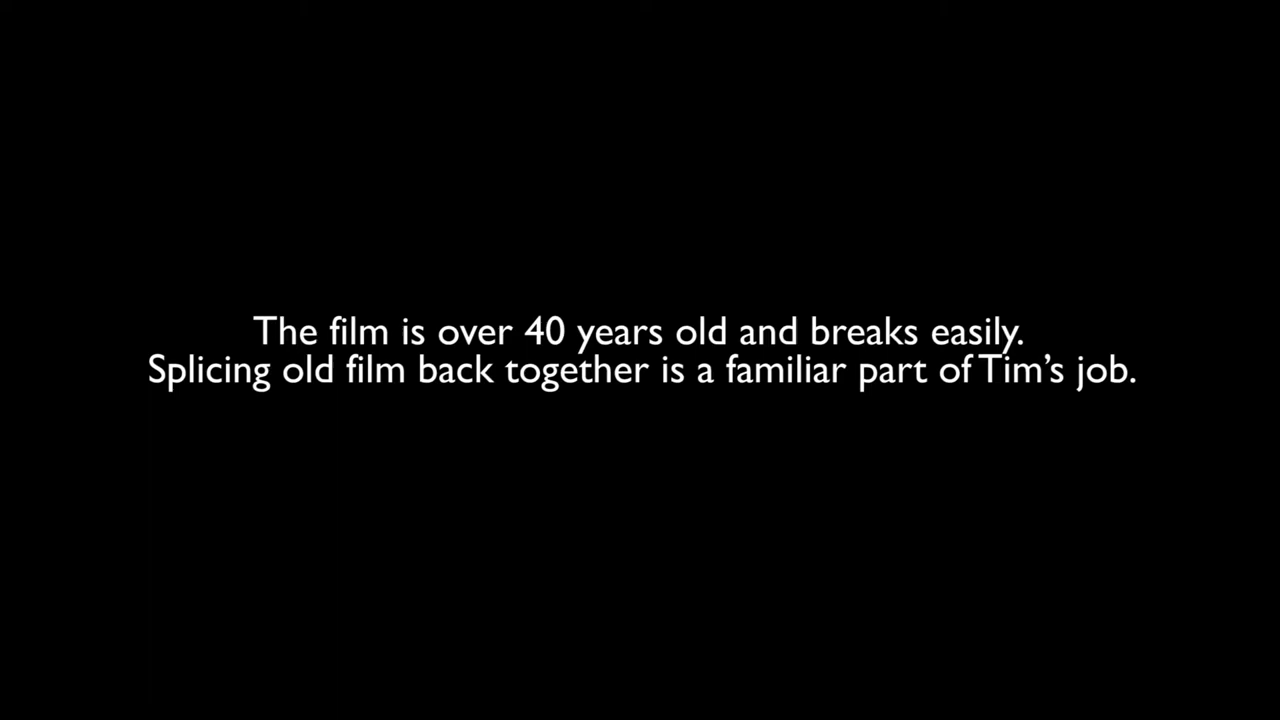 The film is over 40 years old and breaks easily.
Splicing old film back together is a familiar part of Tim’s job.